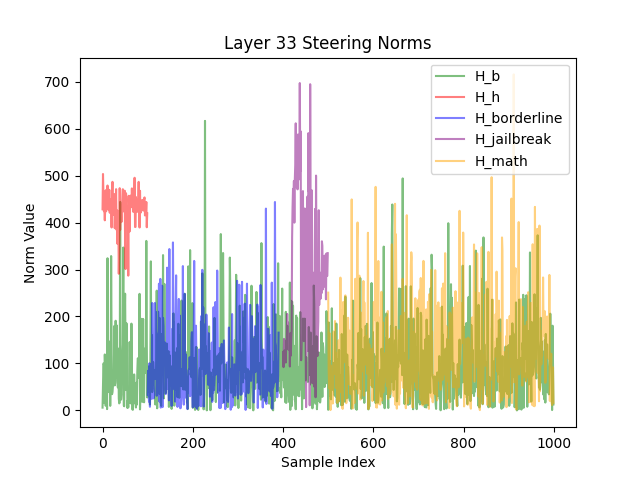 Layer 33 Steering Norms
Norm Value
700
600
500
400
300
200
100
0
H_b
H_h
H_borderline
H_jailbreak
H_math
0
200
400
600
800
1000
Sample Index